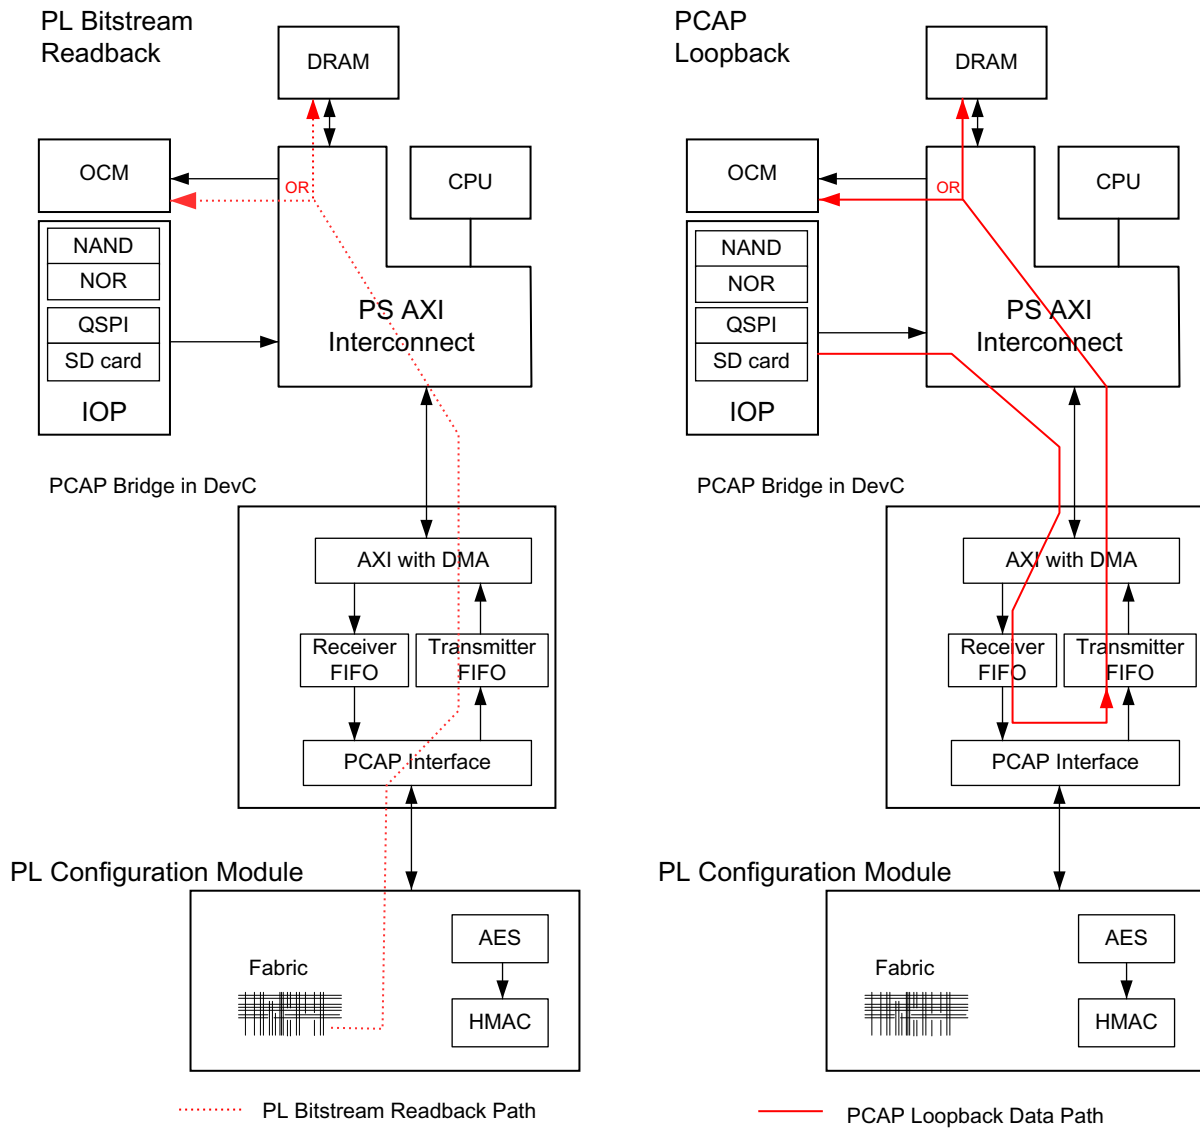 PL Bitstream
Readback
DRAM
OCM
OR
CPU
NAND
NOR
QSPI
SD card
IOP
PS AXI
Interconnect
PCAP Bridge in DevC
AXI with DMA
Receiver
FIFO
Transmitter
FIFO
PCAP Interface
PL Configuration Module
AES
Fabric
HMAC
PL Bitstream Readback Path
PCAP
Loopback
DRAM
OCM
OR
CPU
NAND
NOR
QSPI
SD card
IOP
PS AXI
Interconnect
PCAP Bridge in DevC
AXI with DMA
Receiver
FIFO
Transmitter
FIFO
PCAP Interface
PL Configuration Module
AES
Fabric
HMAC
PCAP Loopback Data Path